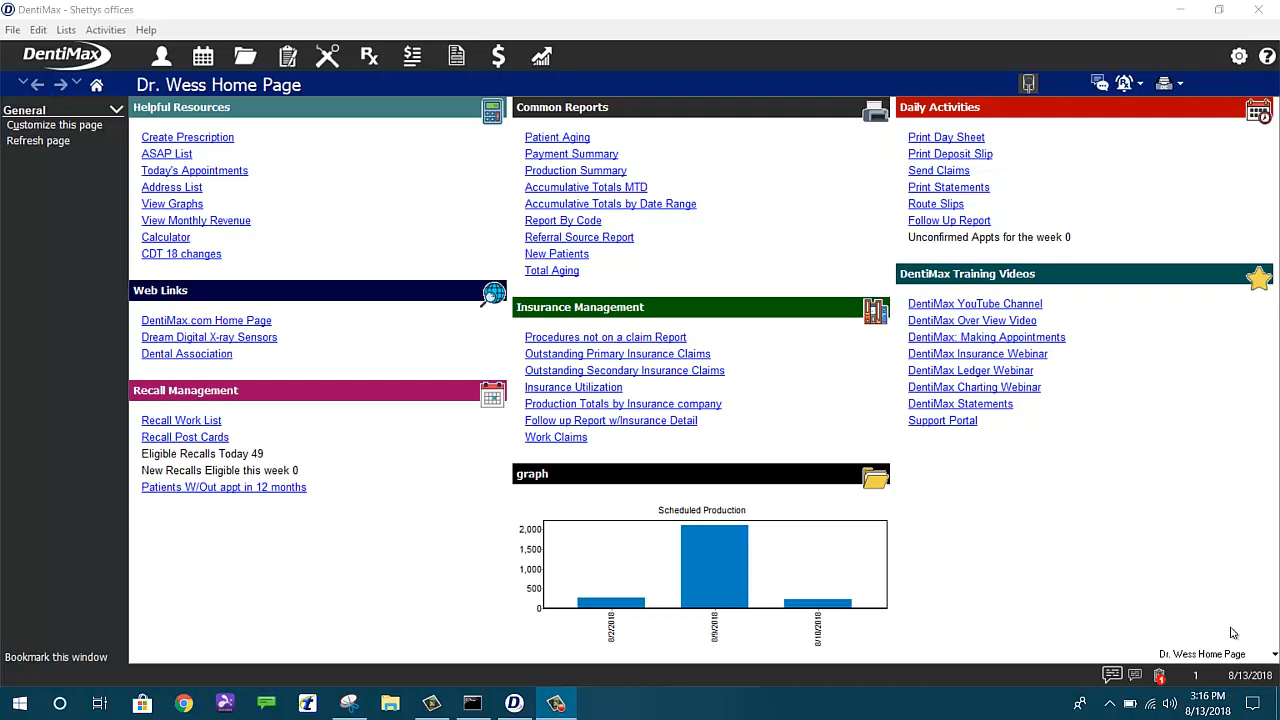 DentiMax - Shettys offices
File Edit Lists Activities Help
DentiMax
Dr. Wess Home Page
General
Customize this page
Refresh page
Bookmark this window
Helpful Resources
Create Prescription
ASAP List
Today's Appointments
Address List
View Graphs
View Monthly Revenue
Calculator
CDT 18 changes
Web Links
DentiMax.com Home Page
Dream Digital X-ray Sensors
Dental Association
Recall Management
Recall Work List
Recall Post Cards
Eligible Recalls Today 49
New Recalls Eligible this week 0
Patients W/Out appt in 12 months
Common Reports
Patient Aging
Payment Summary
Production Summary
Accumulative Totals MTD
Accumulative Totals by Date Range
Report By Code
Referral Source Report
New Patients
Total Aging
Insurance Management
Procedures not on a claim Report
Outstanding Primary Insurance Claims
Outstanding Secondary Insurance Claims
Insurance Utilization
Production Totals by Insurance company
Follow up Report w/Insurance Detail
Work Claims
graph
Scheduled Production
2,000
1,500
1,000
500
0
8/2/2018
8/9/2018
8/10/2018
Daily Activities
Print Day Sheet
Print Deposit Slip
Send Claims
Print Statements
Route Slips
Follow Up Report
Unconfirmed Appts for the week 0
DentiMax Training Videos
DentiMax YouTube Channel
DentiMax Over View Video
DentiMax: Making Appointments
DentiMax Insurance Webinar
DentiMax Ledger Webinar
DentiMax Charting Webinar
DentiMax Statements
Support Portal
Dr. Wess Home Page
1 8/13/2018
3:16 PM
8/13/2018